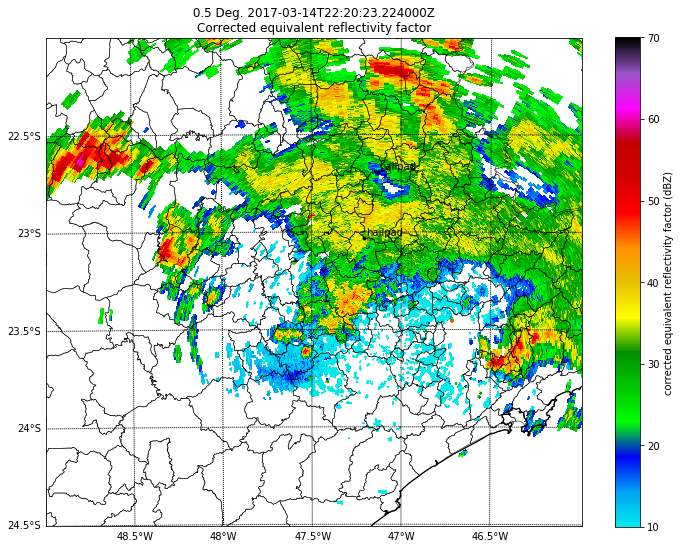 0.5 Deg. 2017-03-14T22:20:23.224000Z
Corrected equivalent reflectivity factor
22.5°S
23°S
23.5°S
24°S
24.5°S
48.5°W
48°W
47.5°W
47°W
46.5°W
hailpad
hailpad
70
60
50
40
30
20
10
corrected equivalent reflectivity factor (dBZ)